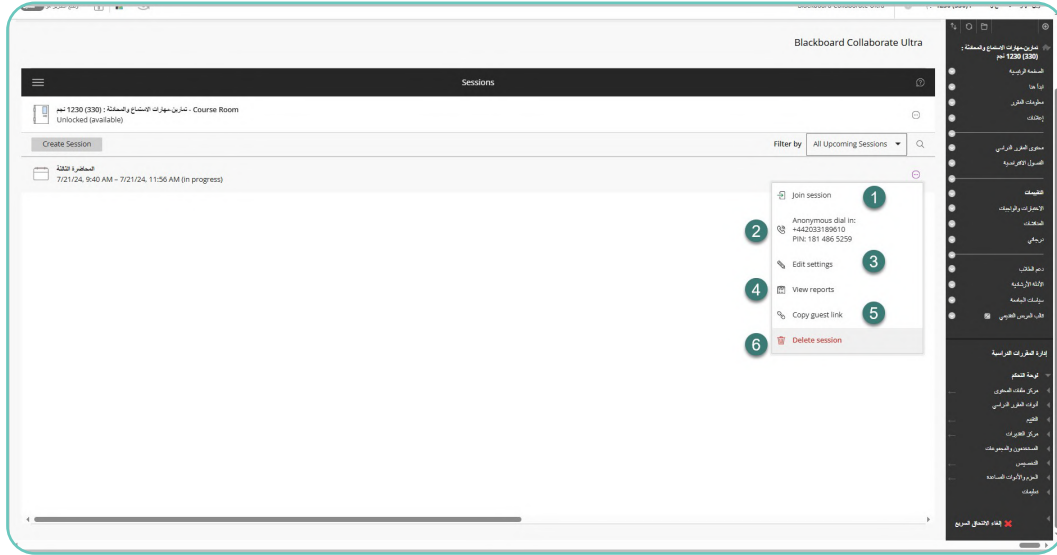 Blackboard Collaborate Ultra
Sessions
تمارين-مهارات الاستماع والمحادثة : (330) 1230 نجم - Course Room
Unlocked (available)
Create Session
Filter by
All Upcoming Sessions
المحاضرة الثالثة
7/21/24, 9:40 AM – 7/21/24, 11:56 AM (in progress)
Join session
1
2
Anonymous dial in:
+442033189610
PIN: 181 486 5259
Edit settings
3
4
View reports
Copy guest link
5
6
Delete session
تمارين-مهارات الاستماع والمحادثة :
(330) 1230 نجم
الصفحة الرئيسية
ابدأ هنا
معلومات المقرر
إعلانات
محتوى المقرر الدراسي
الفصول الافتراضية
التقييمات
الاختبارات والواجبات
المناقشات
درجاتي
دعم الطالب
الأدلة الإرشادية
سياسات الجامعة
قالب العرض التقديمي
إدارة المقررات الدراسية
لوحة التحكم
مركز ملفات المحتوى
أدوات المقرر الدراسي
التقييم
مركز التقديرات
المستخدمون والمجموعات
التخصيص
الحزم والأدوات المساعدة
تعليمات
إلغاء الالتحاق السريع